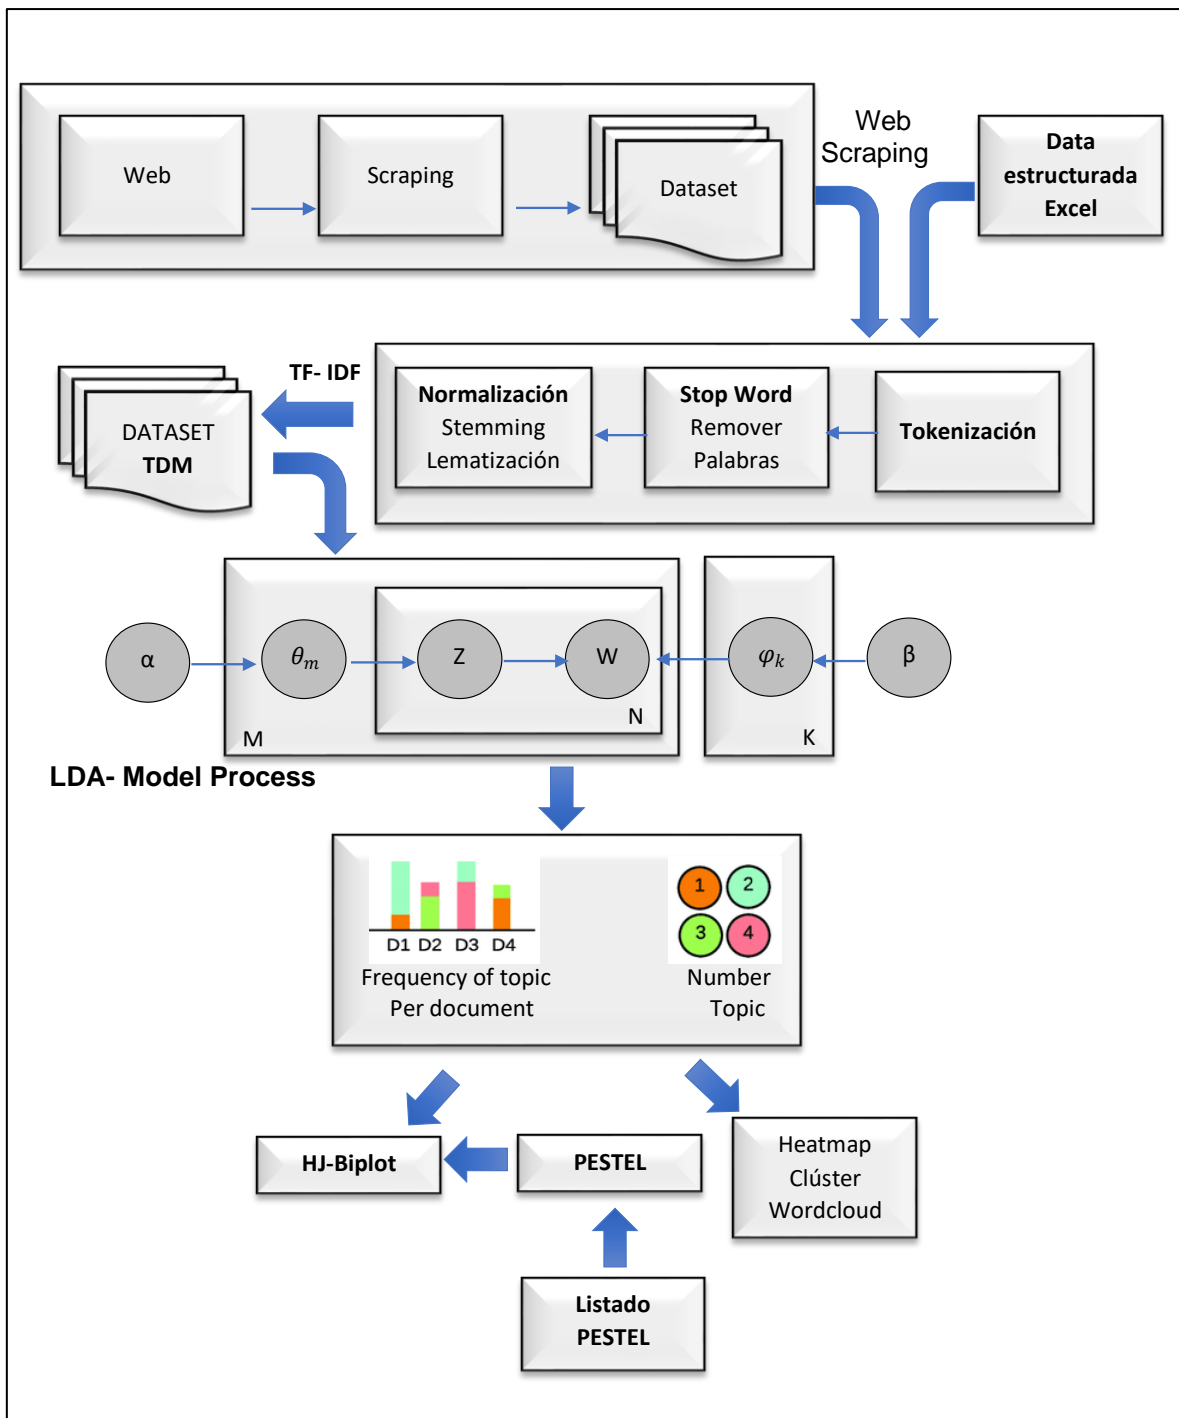 Web
Scraping
Dataset
Web
Scraping
Data
estructurada
Excel
TF- IDF
DATASET
TDM
Normalización
Stemming
Lematización
Stop Word
Remover
Palabras
Tokenización
α
θm
Z
W
φk
β
M
N
K
LDA- Model Process
D1 D2 D3 D4
Frequency of topic
Per document
1 2
3 4
Number
Topic
HJ-Biplot
PESTEL
Heatmap
Clúster
Wordcloud
Listado
PESTEL